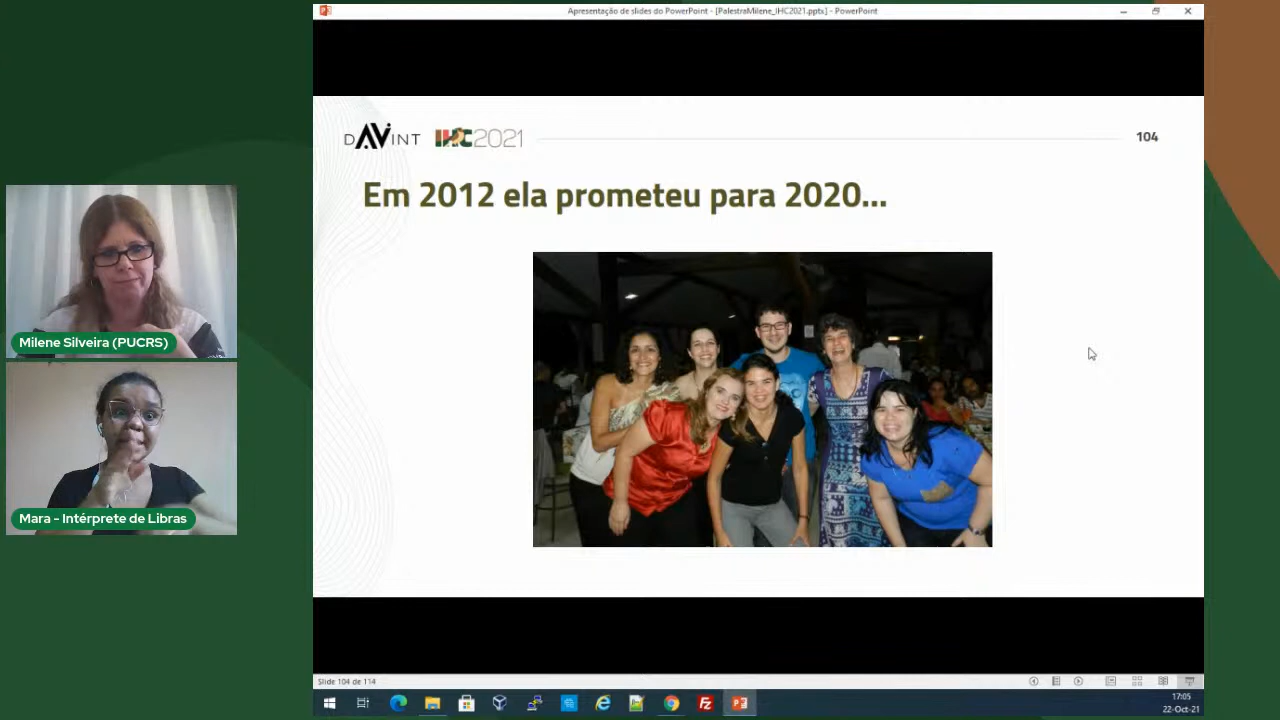 Apresentação de slides do PowerPoint - [PalestraMilene_IHC2021.pptx] - PowerPoint
DAVINT
IHC2021
104
Em 2012 ela prometeu para 2020...
Milene Silveira (PUCRS)
Mara - Intérprete de Libras
Slide 104 de 114
17:05
22-Oct-21